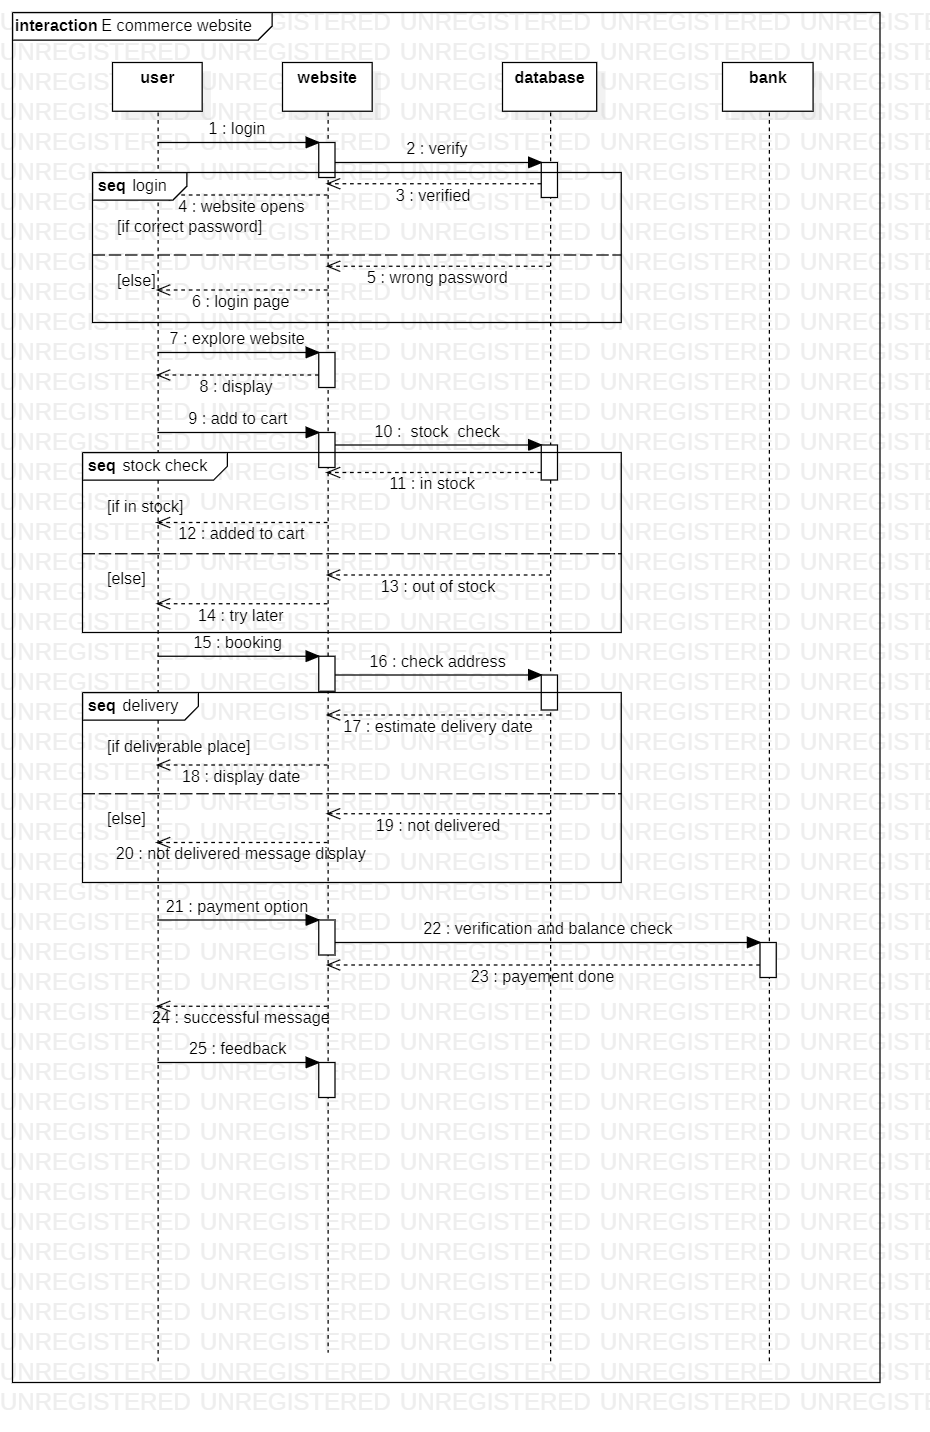 interaction E commerce website
user
website
database
bank
1 : login
2 : verify
seq login
3 : verified
4 : website opens
[if correct password]
5 : wrong password
[else]
6 : login page
7 : explore website
8 : display
9 : add to cart
10 :  stock  check
seq stock check
11 : in stock
[if in stock]
12 : added to cart
[else]
13 : out of stock
14 : try later
15 : booking
16 : check address
seq delivery
17 : estimate delivery date
[if deliverable place]
18 : display date
[else]
19 : not delivered
20 : not delivered message display
21 : payment option
22 : verification and balance check
23 : payement done
24 : successful message
25 : feedback
UNREGISTERED